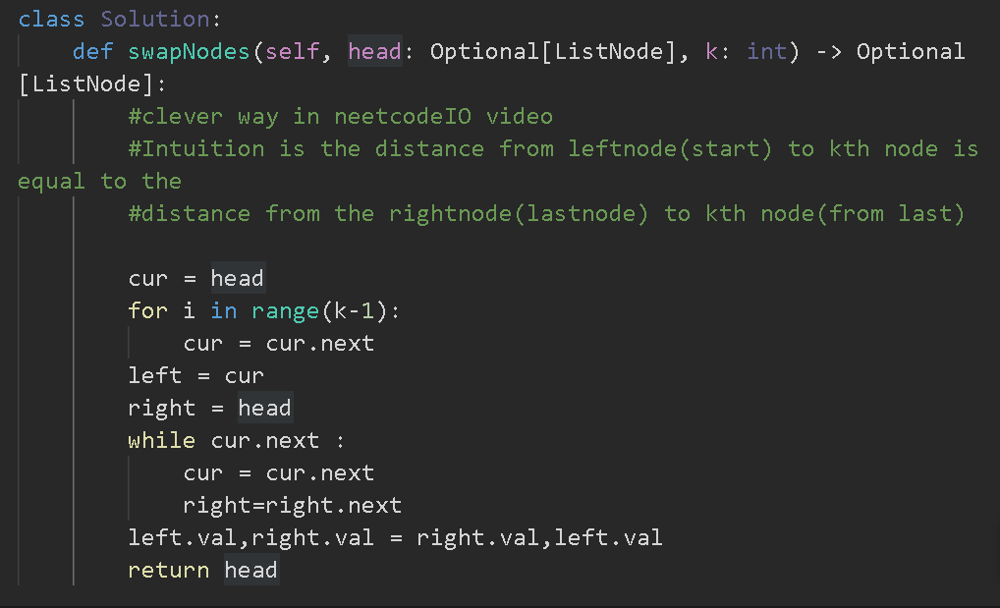 class Solution:
    def swapNodes(self, head: Optional[ListNode], k: int) -> Optional
[ListNode]:
        #clever way in neetcodeIO video
        #Intuition is the distance from leftnode(start) to kth node is
equal to the
        #distance from the rightnode(lastnode) to kth node(from last)
        cur = head
        for i in range(k-1):
            cur = cur.next
        left = cur
        right = head
        while cur.next :
            cur = cur.next
            right=right.next
        left.val,right.val = right.val,left.val
        return head